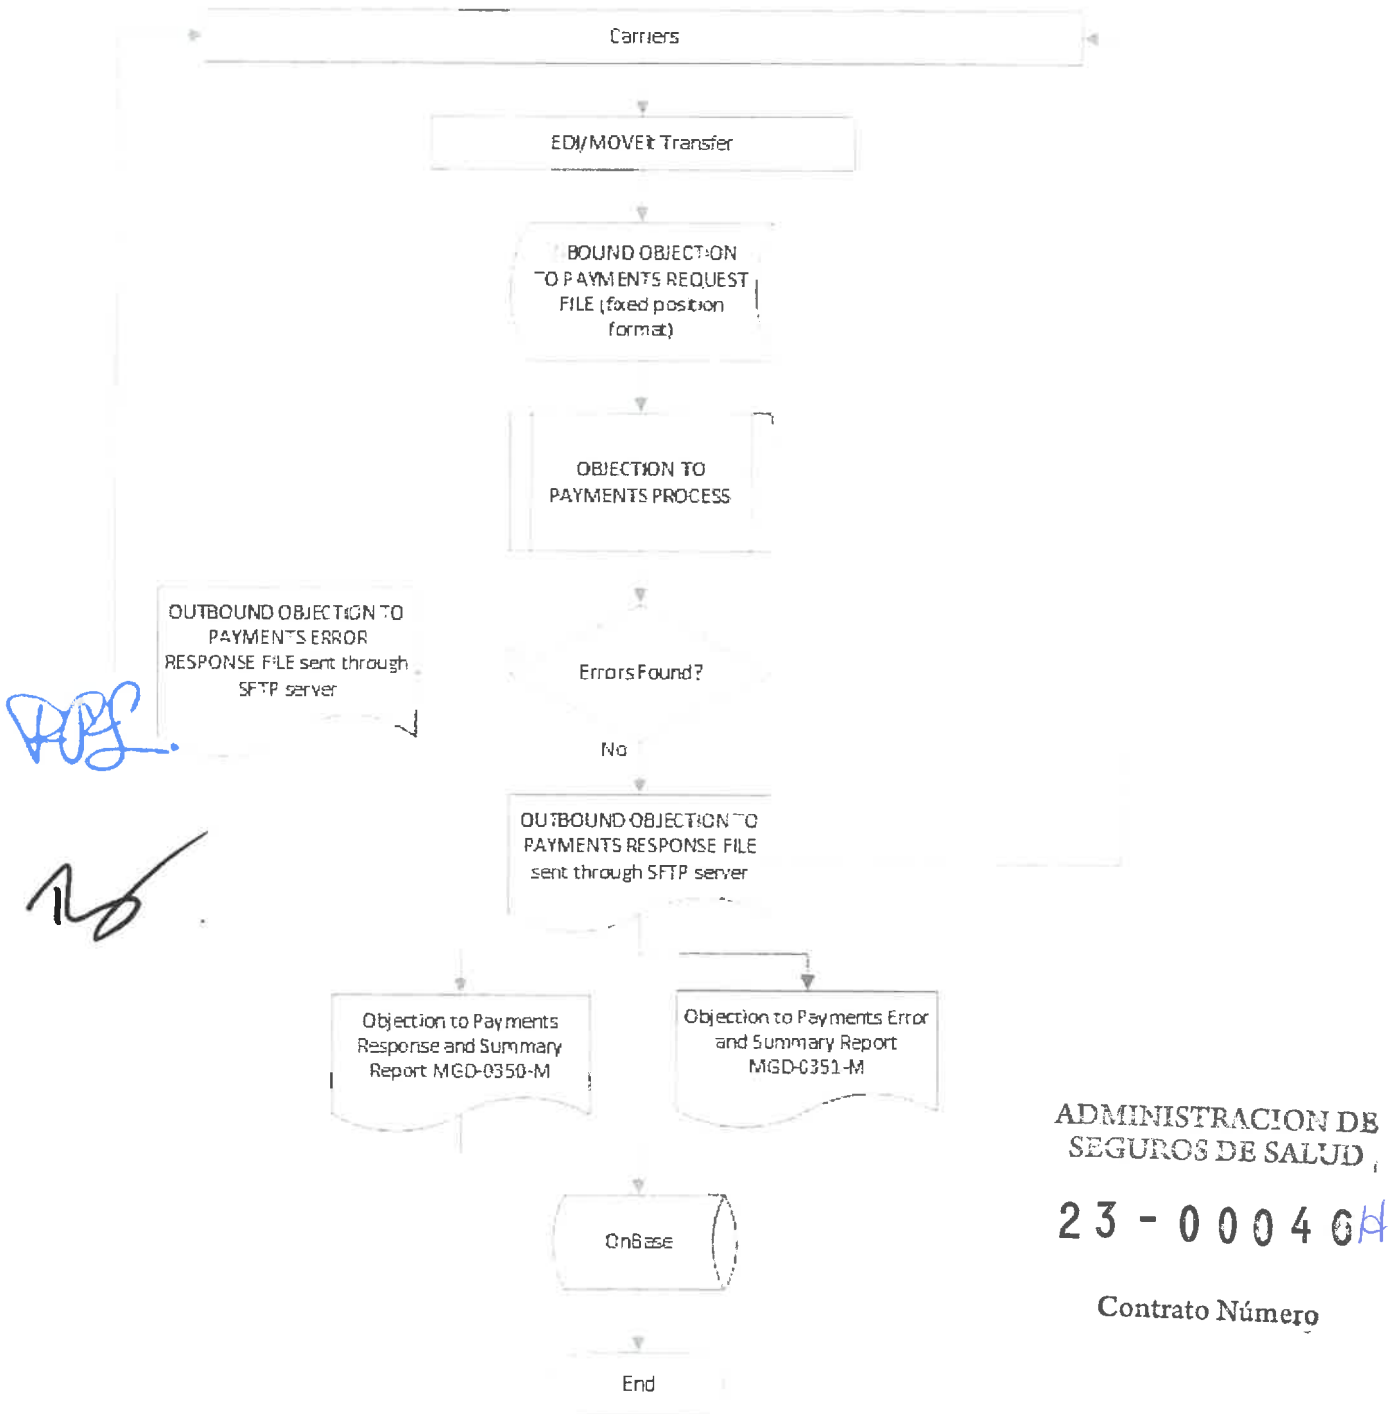 Carriers
EDI/MOVEit Transfer
BOUND OBJECTION
TO PAYMENTS REQUEST
FILE (fixed position
format)
OBJECTION TO
PAYMENTS PROCESS
OUTBOUND OBJECTION TO
PAYMENTS ERROR
RESPONSE FILE sent through
SFTP server
Errors Found?
No
OUTBOUND OBJECTION TO
PAYMENTS RESPONSE FILE
sent through SFTP server
Objection to Payments
Response and Summary
Report MGD-0350-M
Objection to Payments Error
and Summary Report
MGD-0351-M
OnBase
End
ADMINISTRACION DE
SEGUROS DE SALUD
23-00046H
Contrato Número